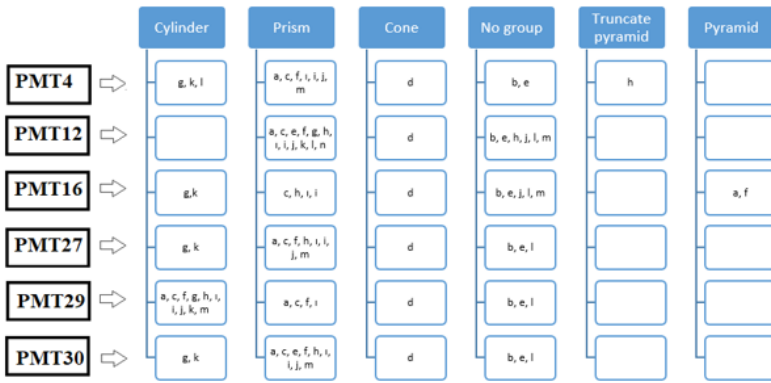 Cylinder Prism Cone No group Truncate pyramid Pyramid
PMT4 g, k, l a, c, f, ı, i, j, m d b, e h
PMT12 a, c, e, f, g, h, ı, i, j, k, l, n d b, e, h, j, l, m
PMT16 g,k c, h, ı, i d b, e, j, l, m a, f
PMT27 g, k a, c, f, h, ı, i, j, m d b, e, l
PMT29 a, c, f, g, h, ı, i, j, k, m a, c, f, ı d b, e, l
PMT30 g, k a, c, e, f, h, ı, i, j, m d b, e, l